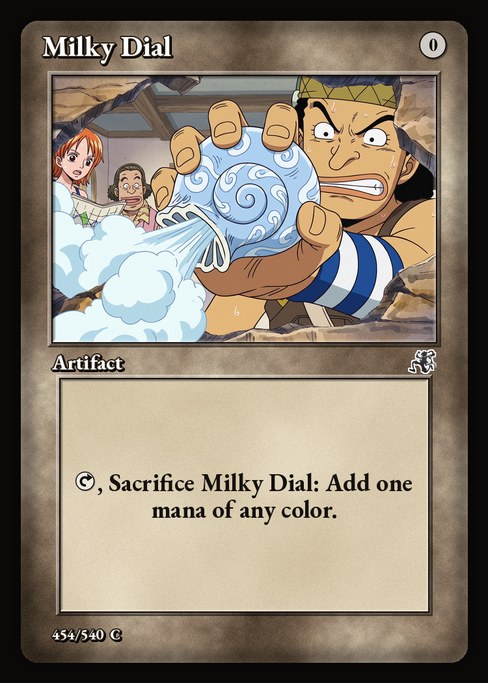 Milky Dial
0
Artifact
, Sacrifice Milky Dial: Add one
mana of any color.
454/540 C